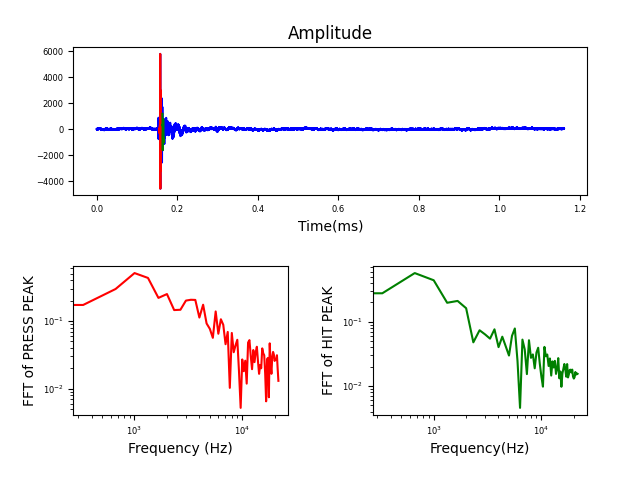 Amplitude
6000
4000
2000
0
−2000
−4000
0.0 0.2 0.4 0.6 0.8 1.0 1.2
Time(ms)
FFT of PRESS PEAK
10⁻¹
10⁻²
10³ 10⁴
Frequency (Hz)
FFT of HIT PEAK
10⁻¹
10⁻²
10³ 10⁴
Frequency(Hz)